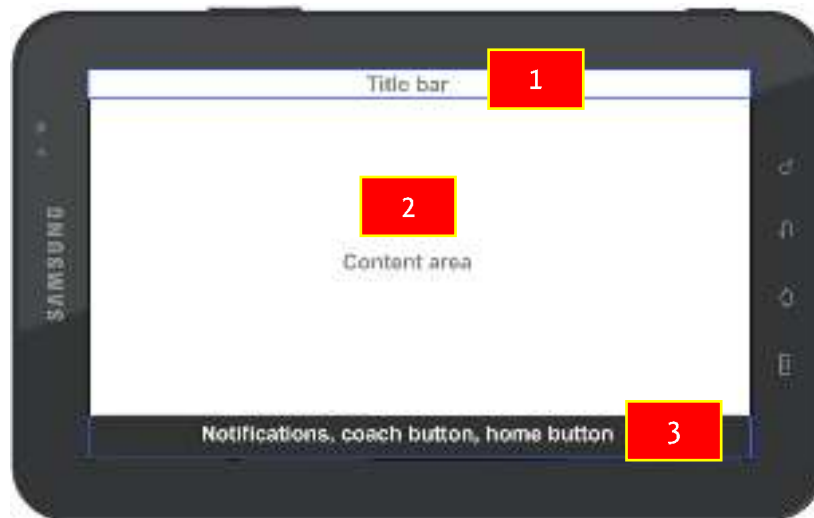 Title bar
1
2
Content area
SAMSUNG
Notifications, coach button, home button
3